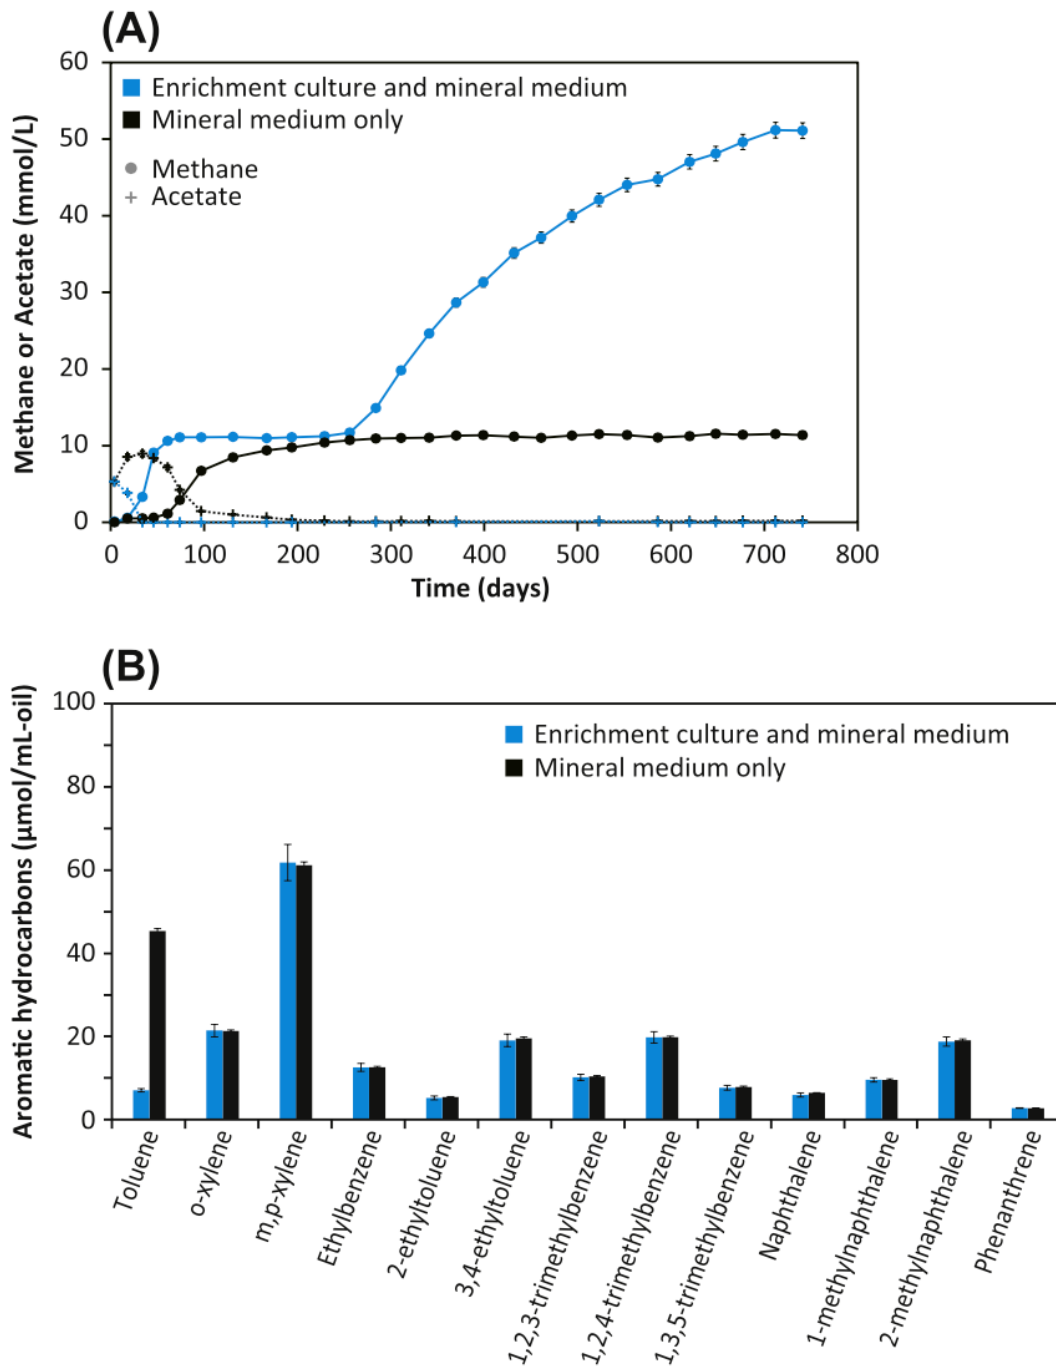 (A)
60
50
40
30
20
10
0
Methane or Acetate (mmol/L)
Enrichment culture and mineral medium
Mineral medium only
Methane
Acetate
0 100 200 300 400 500 600 700 800
Time (days)
(B)
100
80
60
40
20
0
Aromatic hydrocarbons (μmol/mL-oil)
Enrichment culture and mineral medium
Mineral medium only
Toluene
o-xylene
m,p-xylene
Ethylbenzene
2-ethyltoluene
3,4-ethyltoluene
1,2,3-trimethylbenzene
1,2,4-trimethylbenzene
1,3,5-trimethylbenzene
Naphthalene
1-methylnaphthalene
2-methylnaphthalene
Phenanthrene